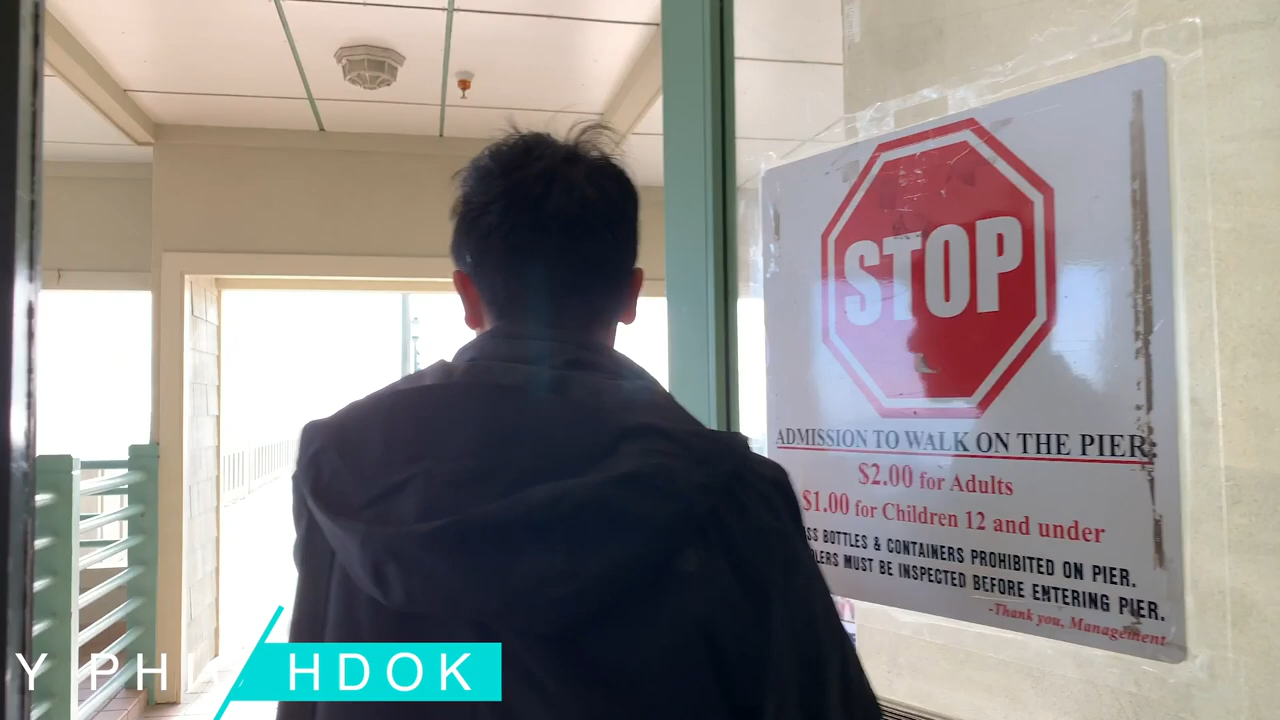 STOP
ADMISSION TO WALK ON THE PIER:
$2.00 for Adults
$1.00 for Children 12 and under
BOTTLES & CONTAINERS PROHIBITED ON PIER.
MUST BE INSPECTED BEFORE ENTERING PIER.
-Thank you, Management
Y PHI HDOK